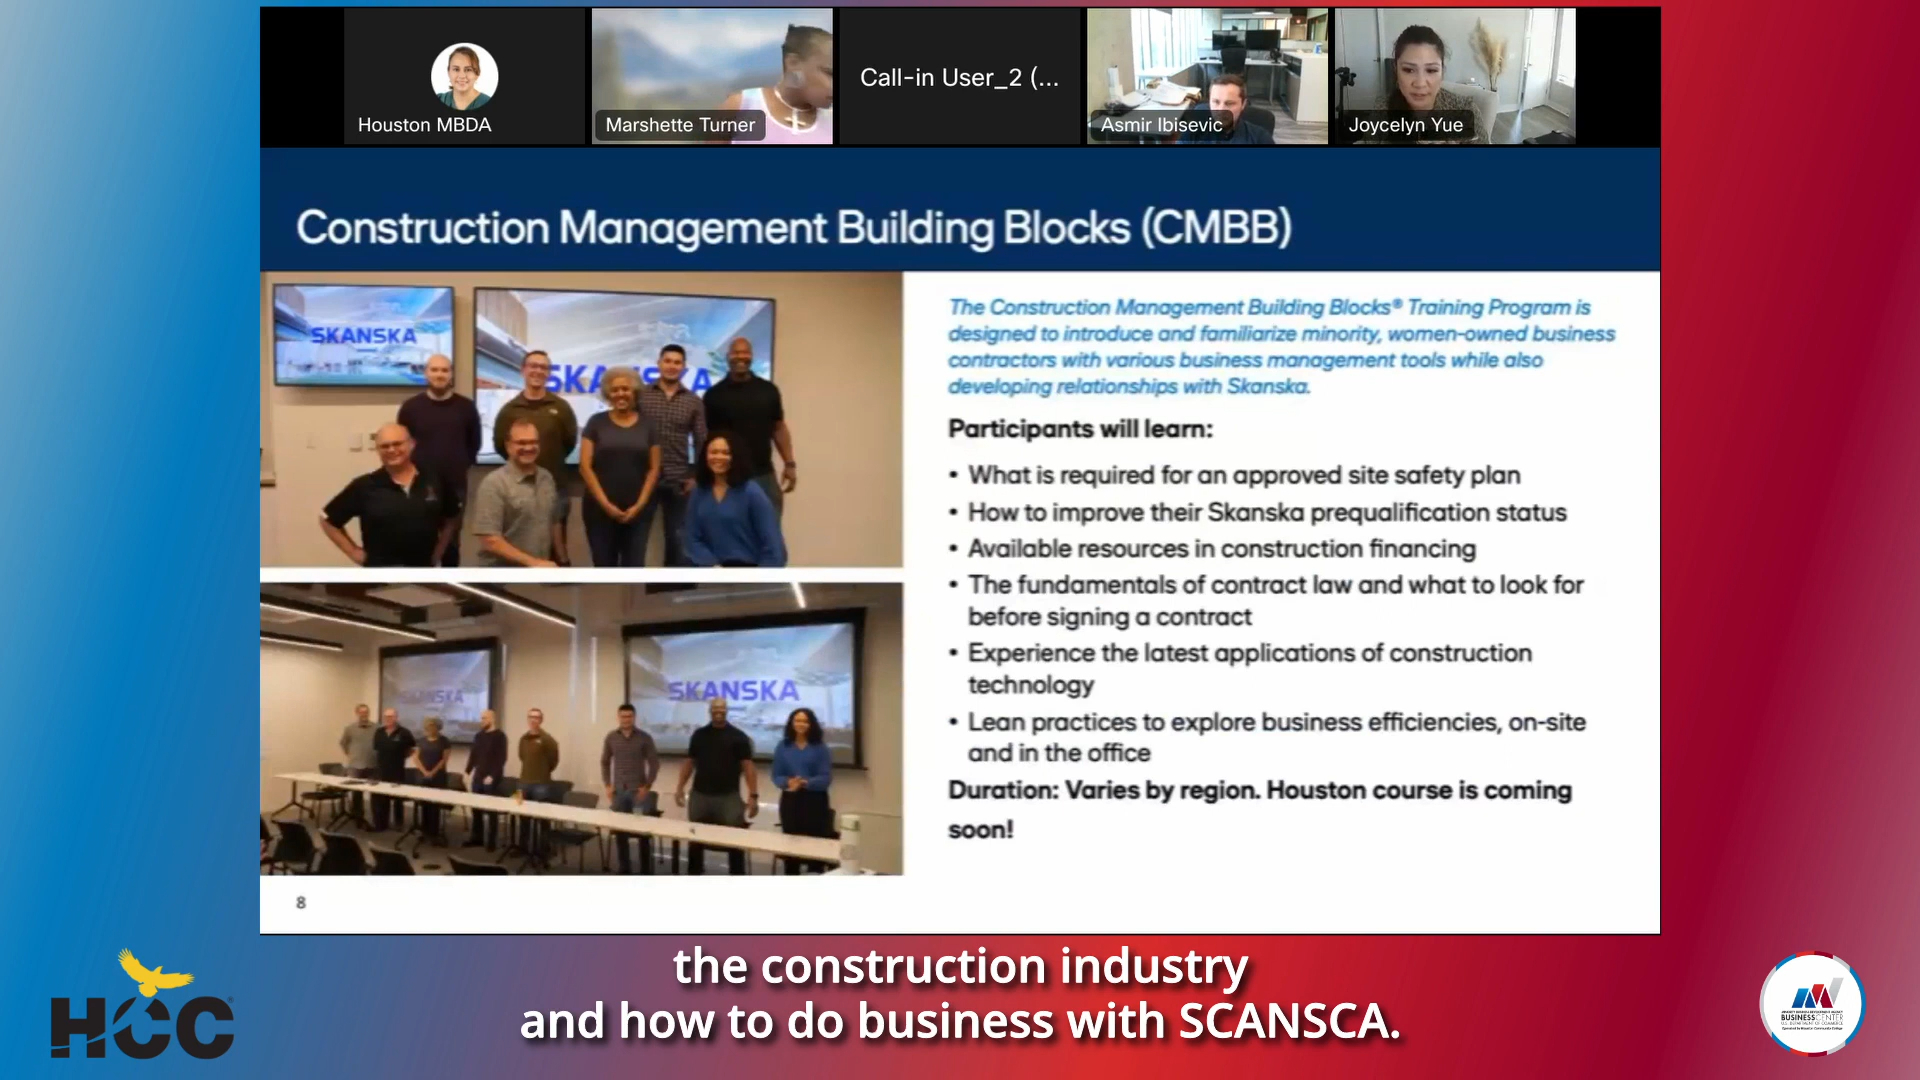 Houston MBDA
Marshette Turner
Call-in User_2 (...
Asmir Ibisevic
Joycelyn Yue
Construction Management Building Blocks (CMBB)
SKANSKA
SKANSKA
The Construction Management Building Blocks® Training Program is
designed to introduce and familiarize minority, women-owned business
contractors with various business management tools while also
developing relationships with Skanska.
Participants will learn:
• What is required for an approved site safety plan
• How to improve their Skanska prequalification status
• Available resources in construction financing
• The fundamentals of contract law and what to look for
before signing a contract
• Experience the latest applications of construction
technology
• Lean practices to explore business efficiencies, on-site
and in the office
Duration: Varies by region. Houston course is coming
soon!
SKANSKA
SKANSKA
8
the construction industry
and how to do business with SCANSCA.
HCC
BUSINESS CENTER